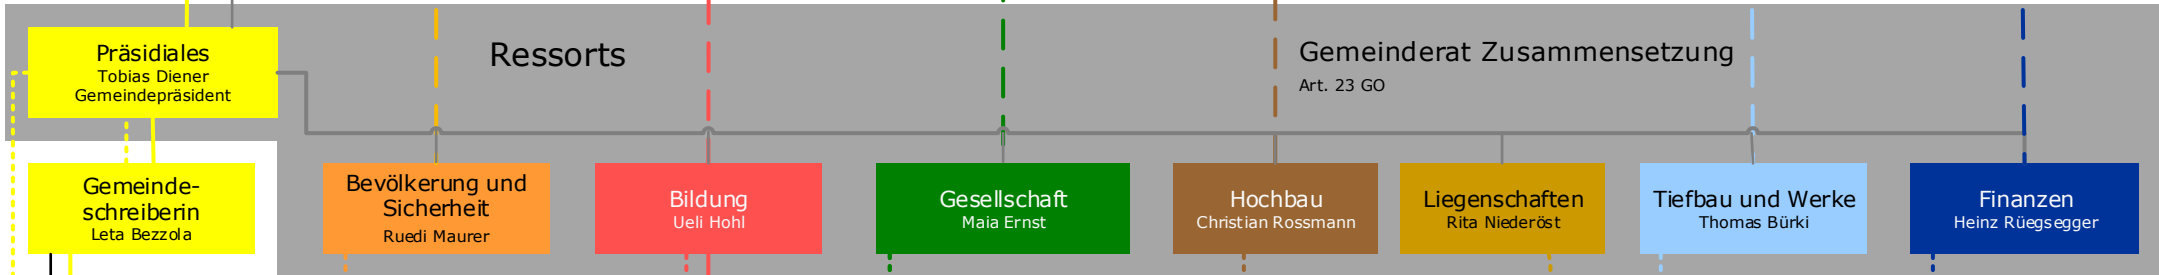 Präsidiales
Tobias Diener
Gemeindepräsident
Ressorts
Gemeinderat Zusammensetzung
Art. 23 GO
Gemeinde-
schreiberin
Leta Bezzola
Bevölkerung und
Sicherheit
Ruedi Maurer
Bildung
Ueli Hohl
Gesellschaft
Maia Ernst
Hochbau
Christian Rossmann
Liegenschaften
Rita Niederöst
Tiefbau und Werke
Thomas Bürki
Finanzen
Heinz Rüegsegger